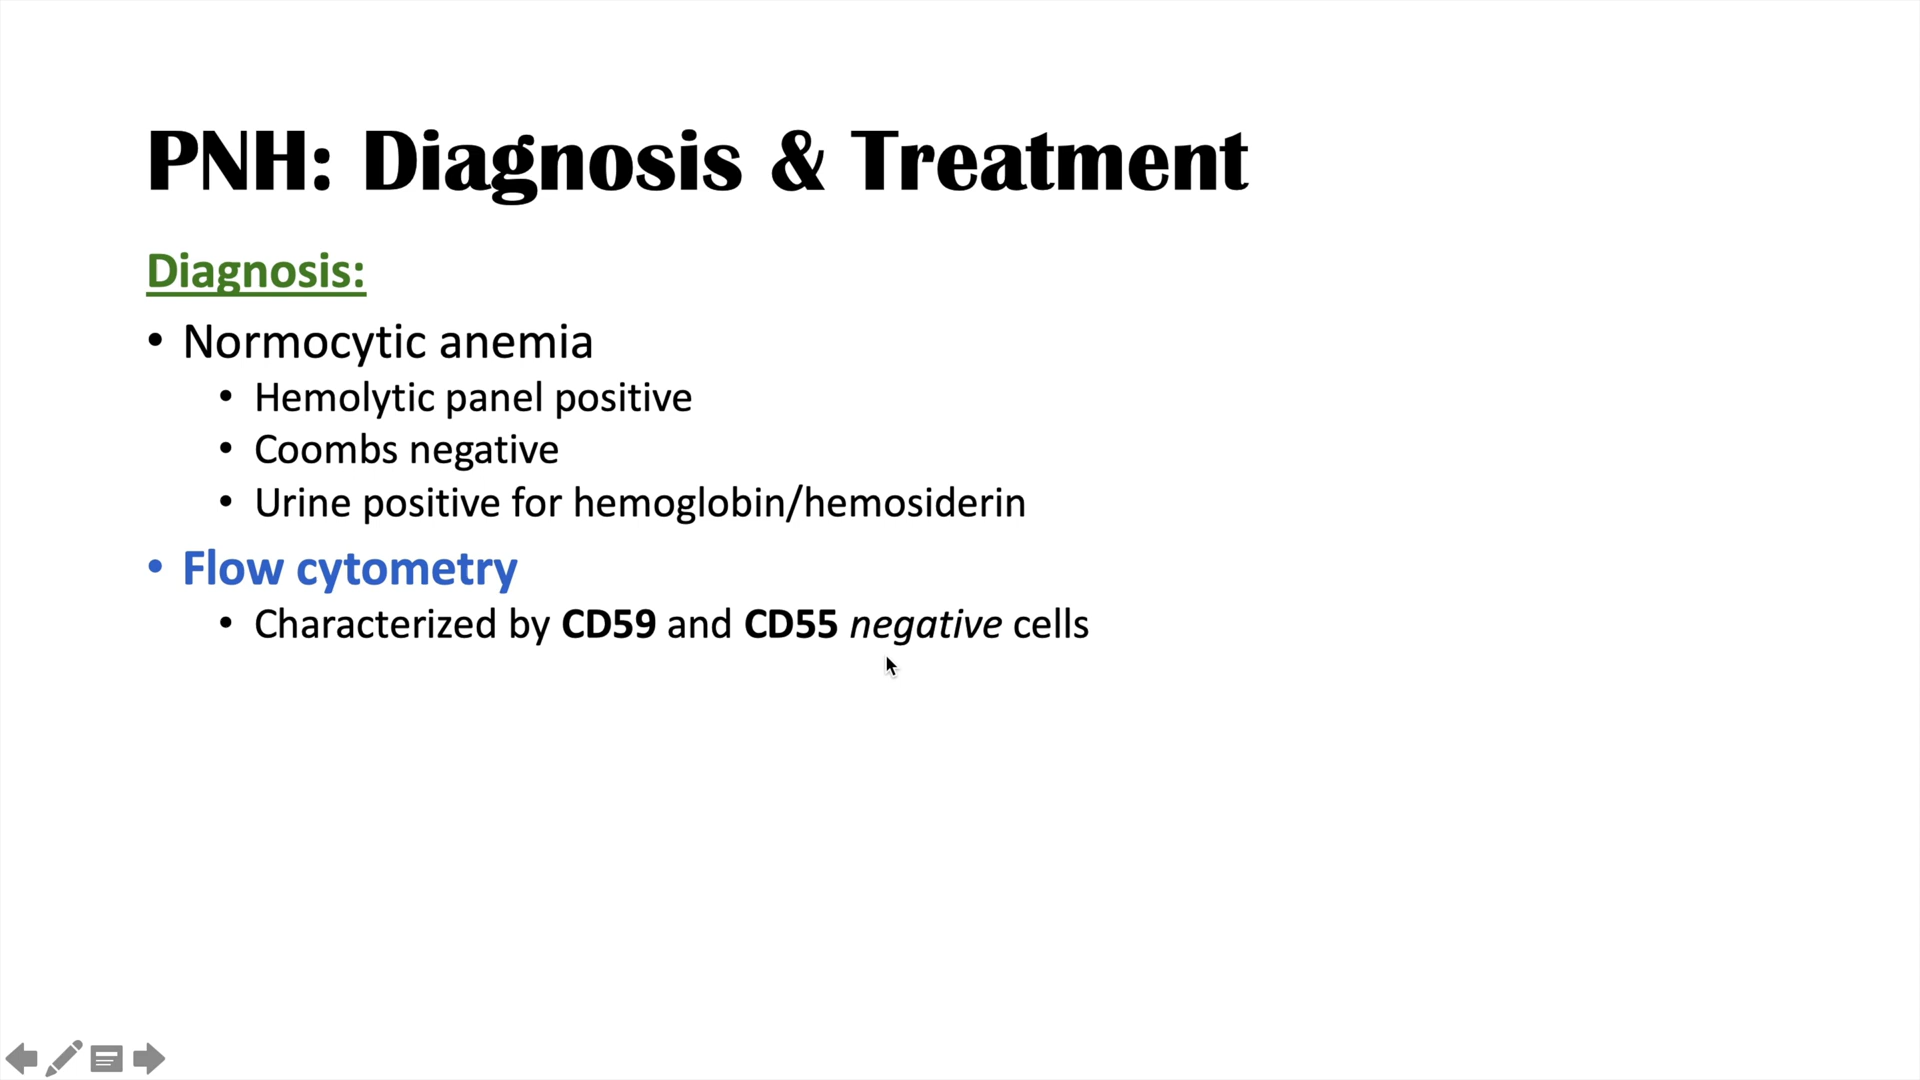 PNH: Diagnosis & Treatment
Diagnosis:
• Normocytic anemia
• Hemolytic panel positive
• Coombs negative
• Urine positive for hemoglobin/hemosiderin
• Flow cytometry
• Characterized by CD59 and CD55 negative cells